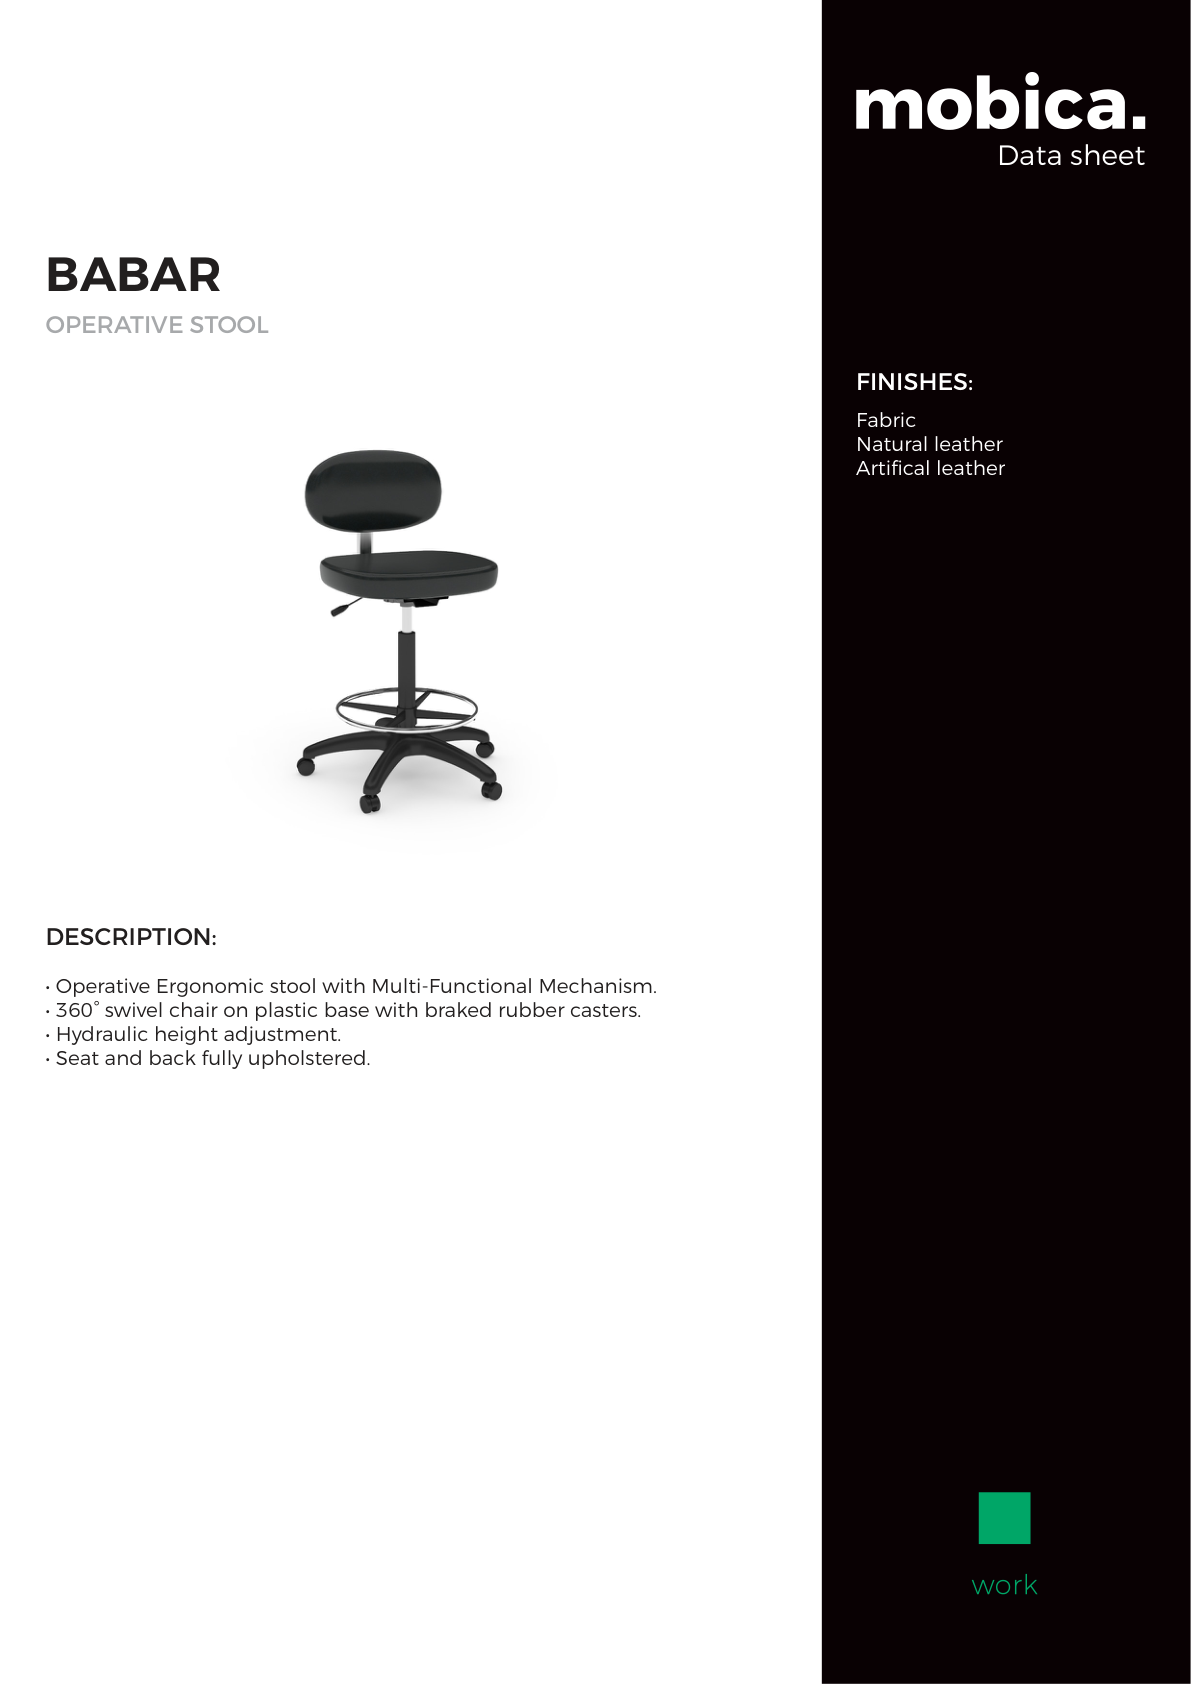 mobica.
Data sheet
BABAR
OPERATIVE STOOL
FINISHES:
Fabric
Natural leather
Artifical leather
DESCRIPTION:
• Operative Ergonomic stool with Multi-Functional Mechanism.
• 360° swivel chair on plastic base with braked rubber casters.
• Hydraulic height adjustment.
• Seat and back fully upholstered.
work